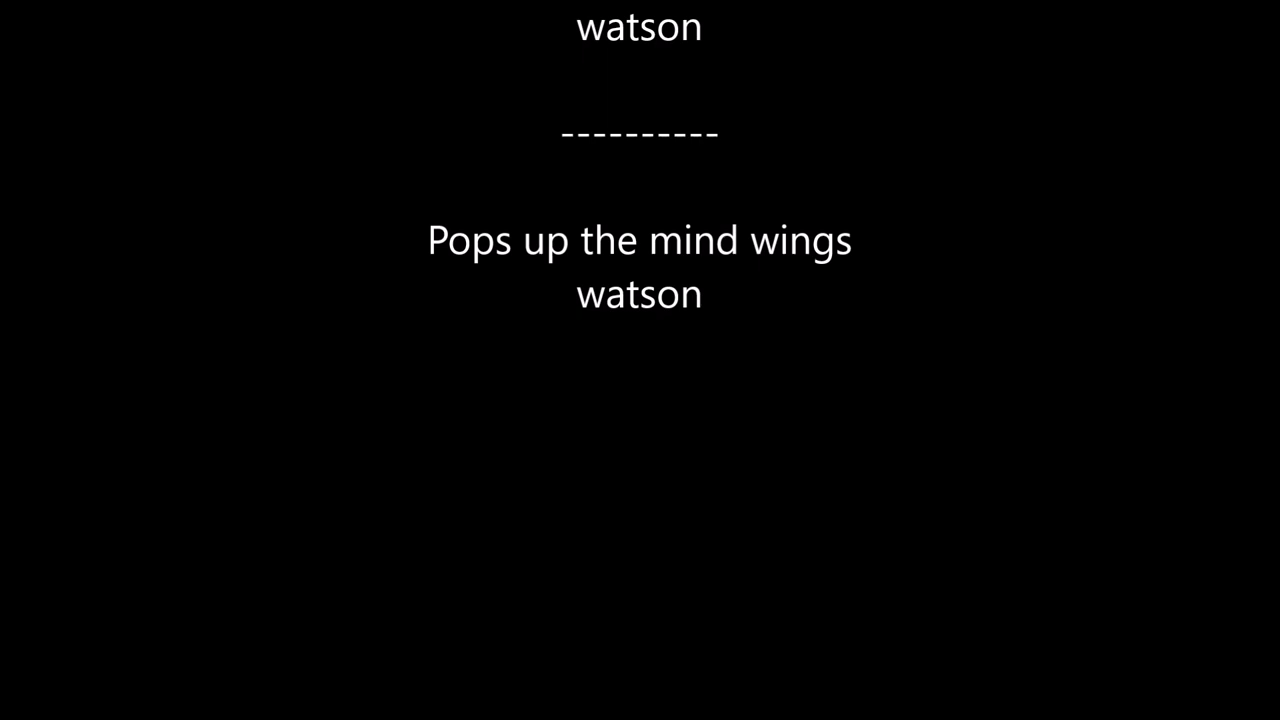 watson
----------
Pops up the mind wings
watson